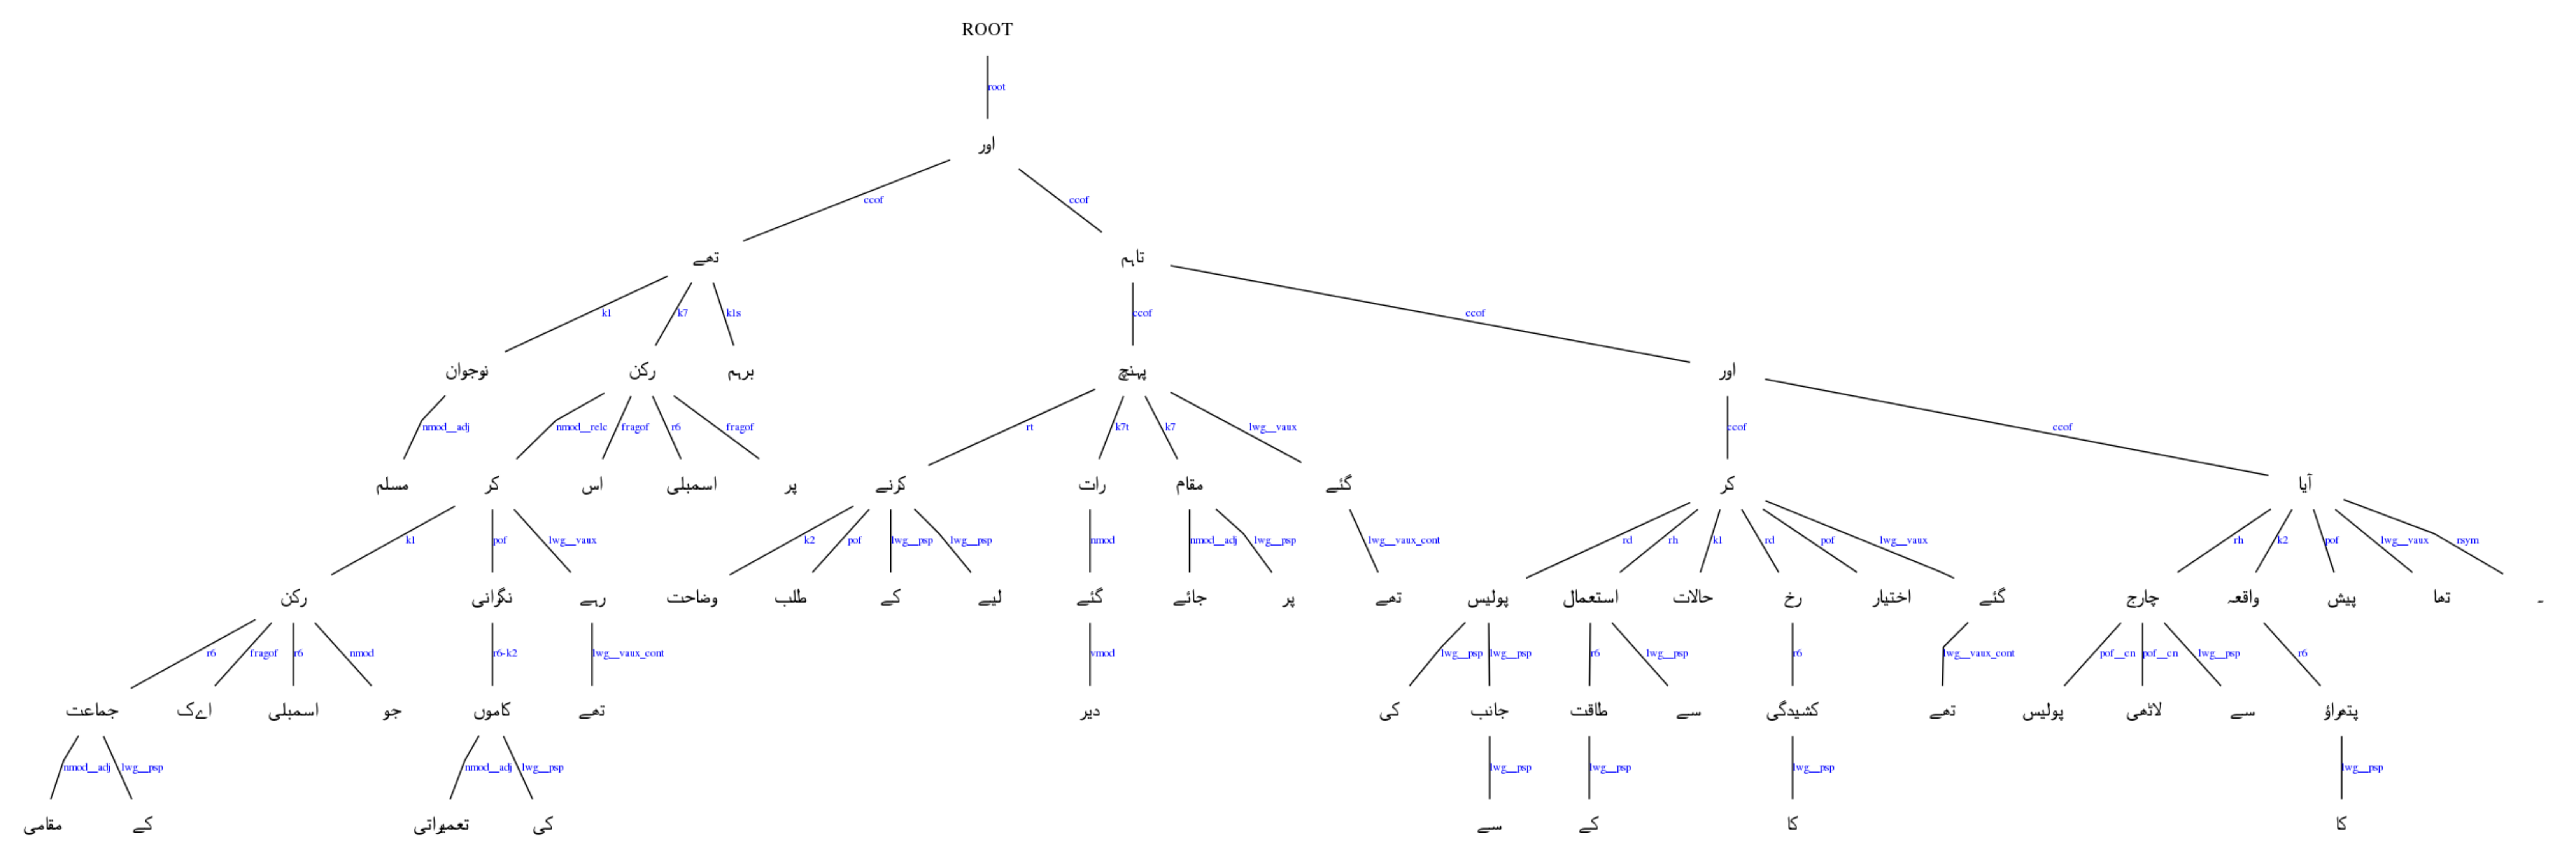 ROOT
root
اور
ccof ccof
تھے تاہم
k1 k7 k1s ccof ccof
نوجوان رکن برہم پہنچ اور
nmod__adj nmod__relc fragof r6 fragof rt k7t k7 lwg__vaux ccof ccof
مسلم کر اس اسمبلی پر کرنے رات مقام گئے کر آیا
k1 pof lwg__vaux k2 pof lwg__psp lwg__psp nmod nmod__adj lwg__psp lwg__vaux_cont rd rh k1 rd pof lwg__vaux rh k2 pof lwg__vaux rsym
رکن نگرانی رہے وضاحت طلب کے لیے گئے جائے پر تھے پولیس استعمال حالات رخ اختیار گئے چارج واقعہ پیش تھا ۔
r6 fragof r6 nmod r6-k2 lwg__vaux_cont vmod lwg__psp lwg__psp r6 lwg__psp r6 lwg__vaux_cont pof__cn pof__cn lwg__psp r6
جماعت اےک اسمبلی جو کاموں تھے دیر کی جانب طاقت سے کشیدگی تھے پولیس لاٹھی سے پتھراؤ
nmod__adj lwg__psp nmod__adj lwg__psp lwg__psp lwg__psp lwg__psp lwg__psp
مقامی کے تعمیراتی کی سے کے کا کا